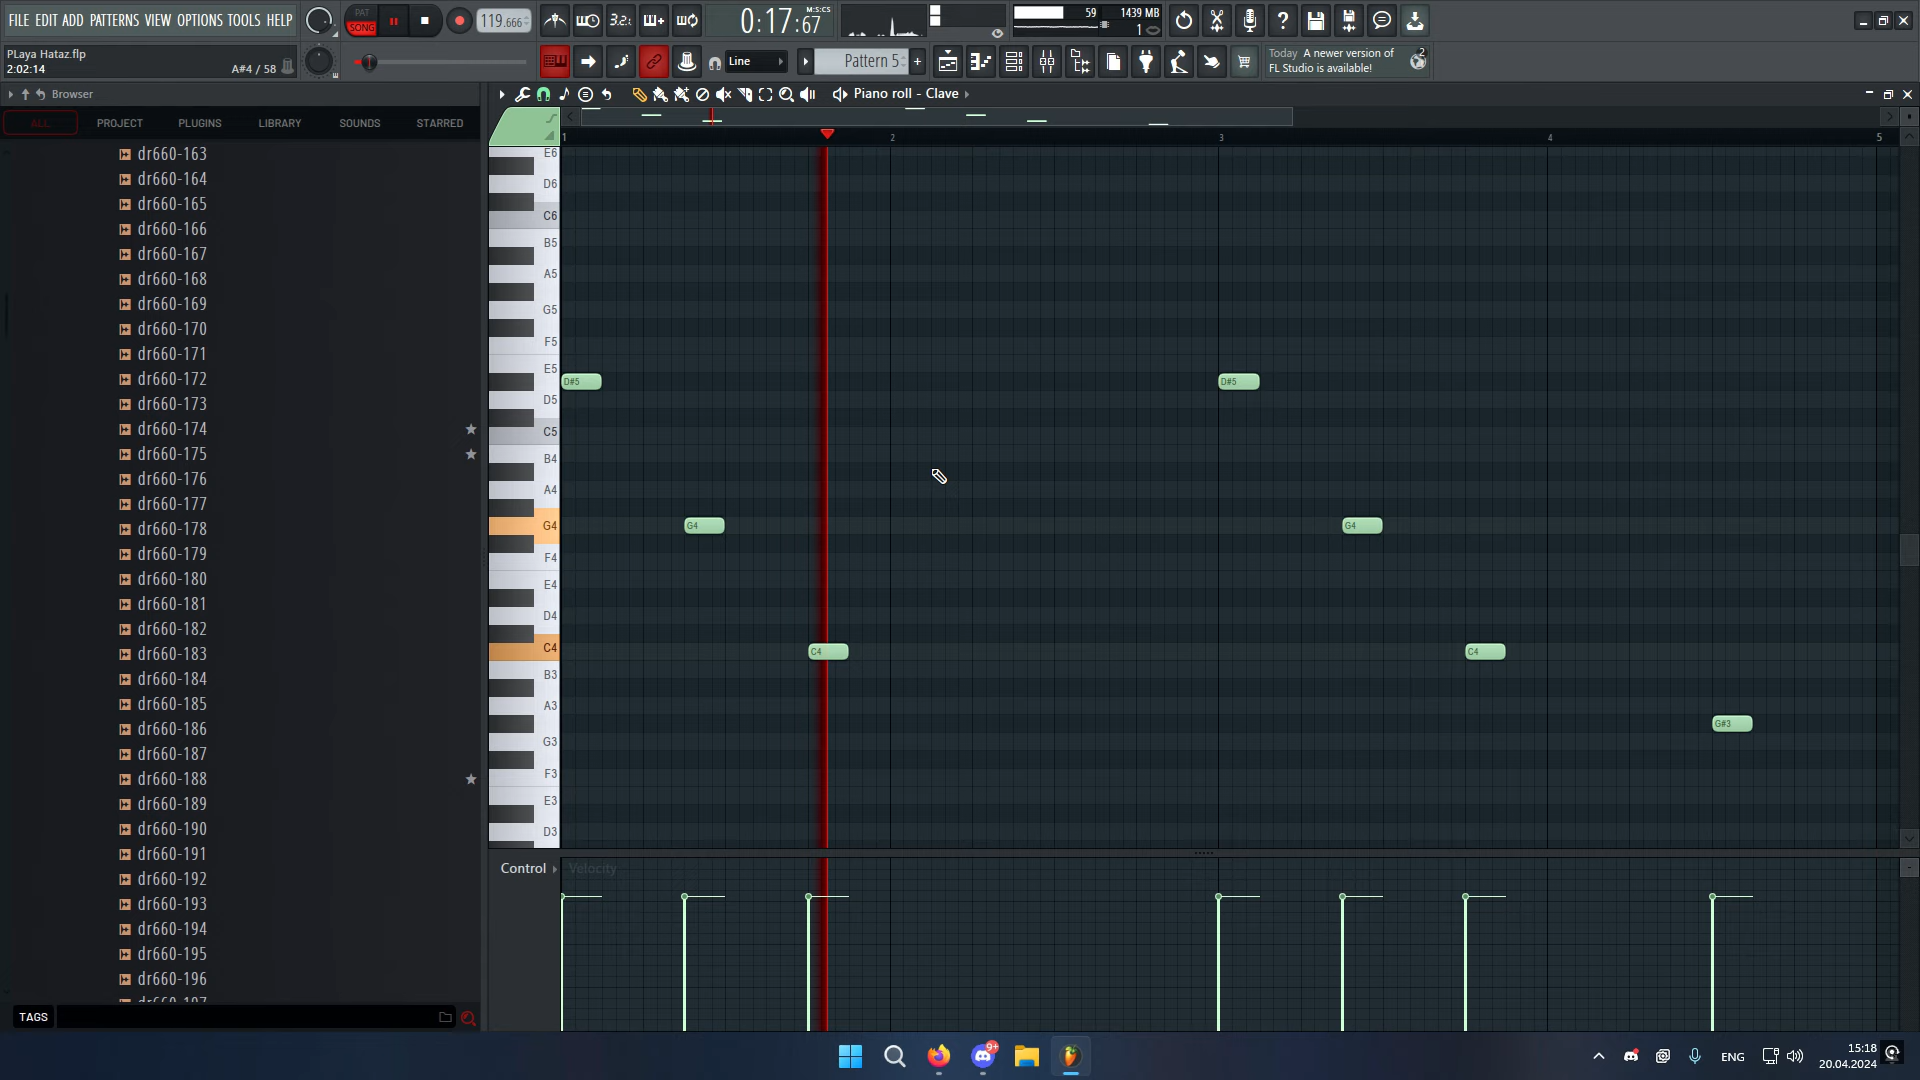 FILE EDIT ADD PATTERNS VIEW OPTIONS TOOLS HELP
PAT
SONG
119.666
3.2.
0:17:67
M:S:CS
59
1439 MB
1
PLaya Hataz.flp
2:02:14
A#4 / 58
Line
Pattern 5
Today A newer version of
FL Studio is available!
2
Browser
ALL
PROJECT
PLUGINS
LIBRARY
SOUNDS
STARRED
Piano roll - Clave
1
2
3
4
5
dr660-163
dr660-164
dr660-165
dr660-166
dr660-167
dr660-168
dr660-169
dr660-170
dr660-171
dr660-172
dr660-173
dr660-174
dr660-175
dr660-176
dr660-177
dr660-178
dr660-179
dr660-180
dr660-181
dr660-182
dr660-183
dr660-184
dr660-185
dr660-186
dr660-187
dr660-188
dr660-189
dr660-190
dr660-191
dr660-192
dr660-193
dr660-194
dr660-195
dr660-196
dr660-197
TAGS
E6
D6
C6
B5
A5
G5
F5
E5
D5
C5
B4
A4
G4
F4
E4
D4
C4
B3
A3
G3
F3
E3
D3
D#5
D#5
G4
G4
C4
C4
G#3
Control
Velocity
9+
ENG
15:18
20.04.2024